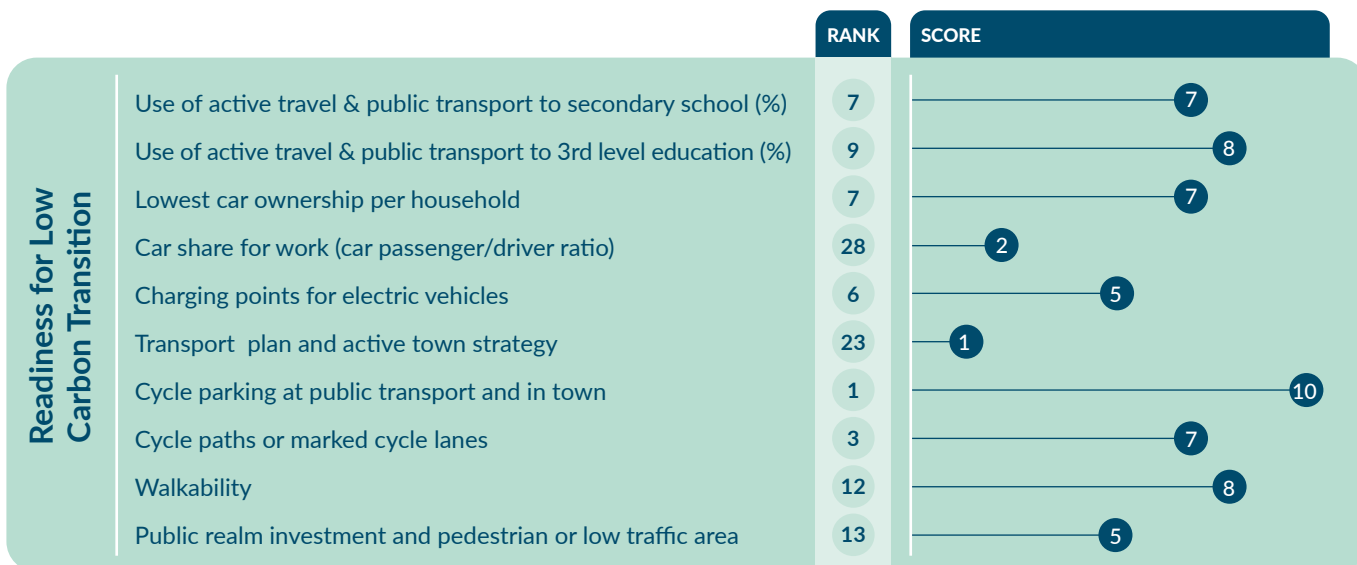 RANK SCORE
Readiness for Low
Carbon Transition
Use of active travel & public transport to secondary school (%) 7 7
Use of active travel & public transport to 3rd level education (%) 9 8
Lowest car ownership per household 7 7
Car share for work (car passenger/driver ratio) 28 2
Charging points for electric vehicles 6 5
Transport plan and active town strategy 23 1
Cycle parking at public transport and in town 1 10
Cycle paths or marked cycle lanes 3 7
Walkability 12 8
Public realm investment and pedestrian or low traffic area 13 5